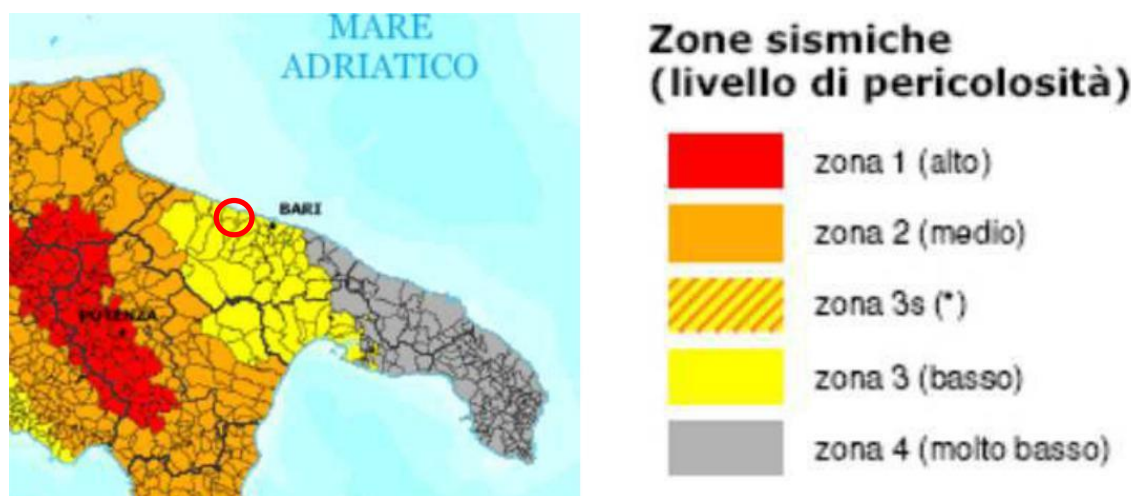 MARE
ADRIATICO
BARI
POTENZA
Zone sismiche
(livello di pericolosità)
zona 1 (alto)
zona 2 (medio)
zona 3s (*)
zona 3 (basso)
zona 4 (molto basso)